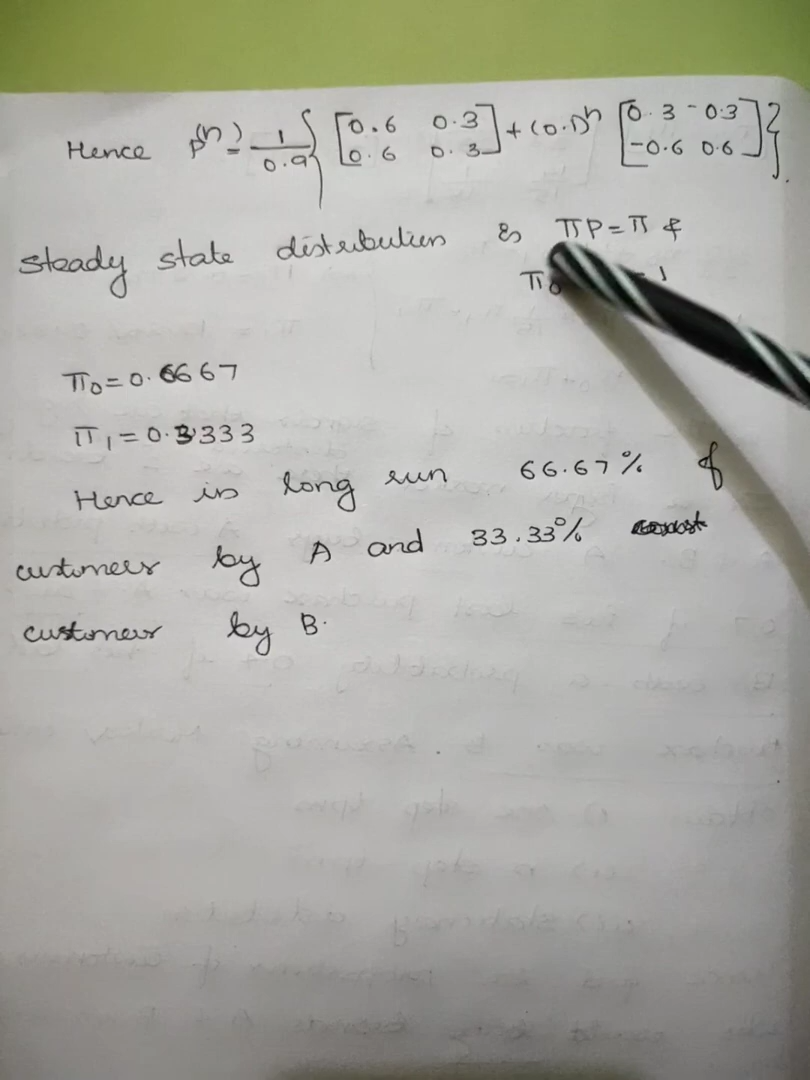 Hence P^(n) = 1/0.9 { [0.6 0.3; 0.6 0.3] + (0.1)^n [0.3 -0.3; -0.6 0.6] }.
steady state distribution is πP = π &
π0 = 1
π0 = 0.6667
π1 = 0.3333
Hence in long run 66.67% of
customers by A and 33.33%
customer by B.